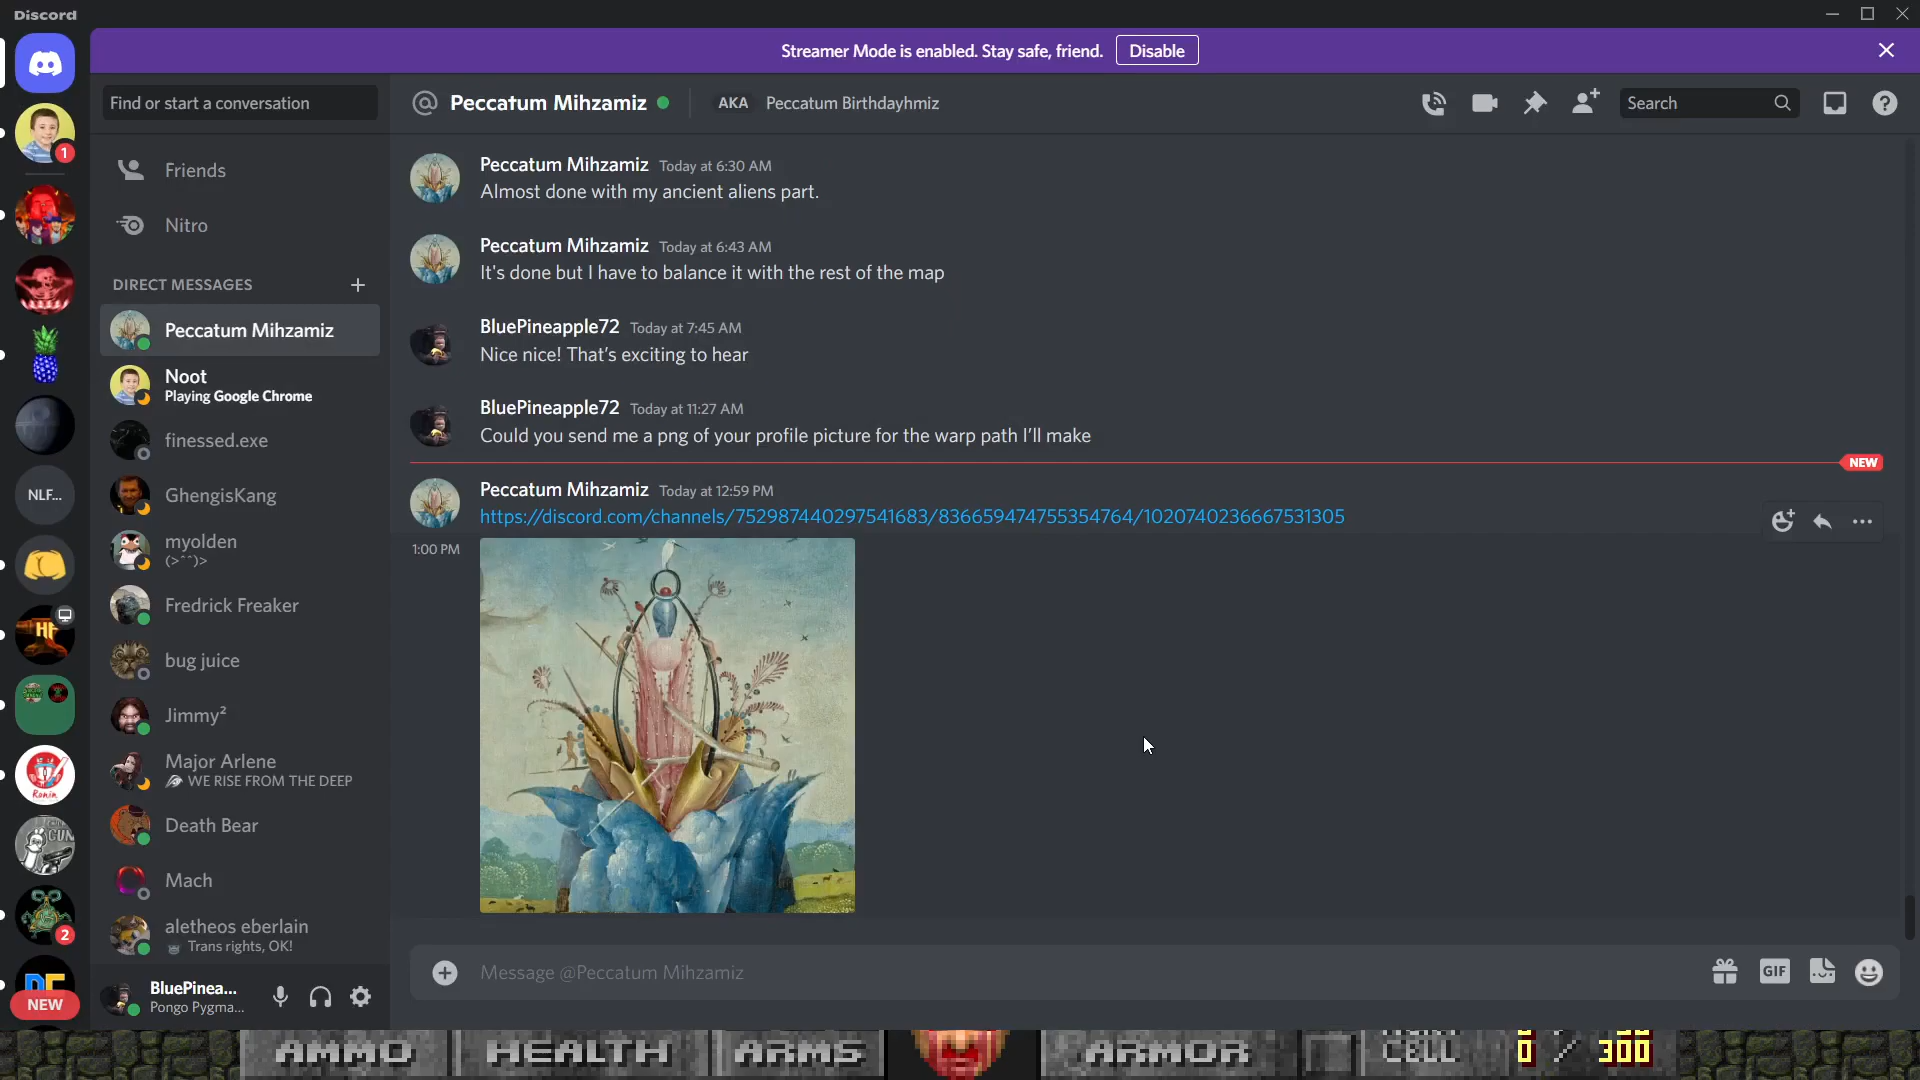 Discord
Streamer Mode is enabled. Stay safe, friend.
Disable
Find or start a conversation
Peccatum Mihzamiz
AKA
Peccatum Birthdayhmiz
Search
1
Friends
Nitro
DIRECT MESSAGES
Peccatum Mihzamiz
Noot
Playing Google Chrome
finessed.exe
NLF...
GhengisKang
myolden
(>^^)>
Fredrick Freaker
bug juice
Jimmy²
Major Arlene
WE RISE FROM THE DEEP
Death Bear
Mach
2
aletheos eberlain
Trans rights, OK!
NEW
BluePinea...
Pongo Pygma...
Peccatum Mihzamiz Today at 6:30 AM
Almost done with my ancient aliens part.
Peccatum Mihzamiz Today at 6:43 AM
It's done but I have to balance it with the rest of the map
BluePineapple72 Today at 7:45 AM
Nice nice! That's exciting to hear
BluePineapple72 Today at 11:27 AM
Could you send me a png of your profile picture for the warp path I'll make
NEW
Peccatum Mihzamiz Today at 12:59 PM
https://discord.com/channels/752987440297541683/836659474755354764/1020740236667531305
1:00 PM
Message @Peccatum Mihzamiz
GIF
AMMO HEALTH ARMS ARMOR CELL 0 / 300